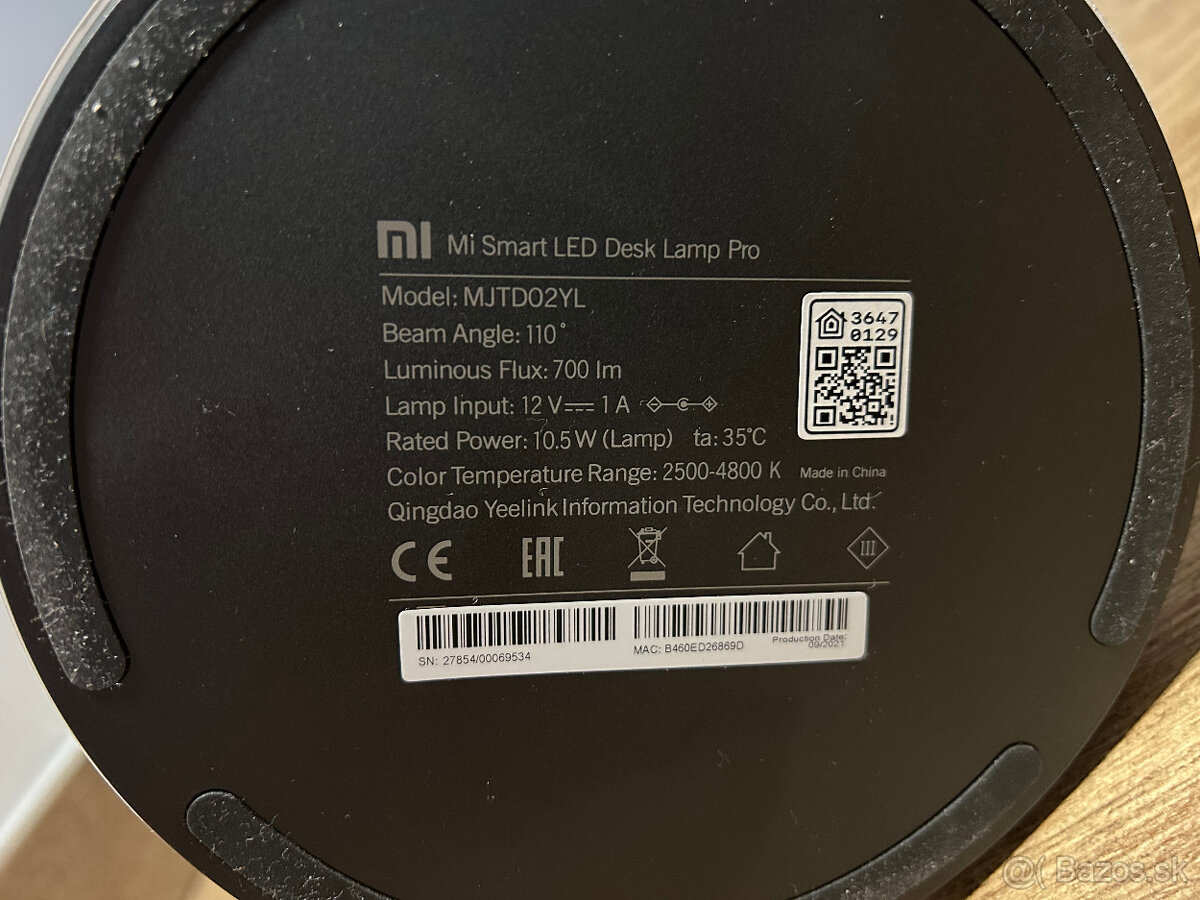 mi Mi Smart LED Desk Lamp Pro
Model: MJTD02YL
Beam Angle: 110°
Luminous Flux: 700 lm
Lamp Input: 12 V⎓ 1 A
Rated Power: 10.5 W (Lamp) ta: 35°C
Color Temperature Range: 2500-4800 K
Made in China
Qingdao Yeelink Information Technology Co., Ltd.
3647
0129
CE EAC III
SN: 27854/00069534
MAC: B460ED26869D
Production Date:
09/2021
@( Bazos.sk